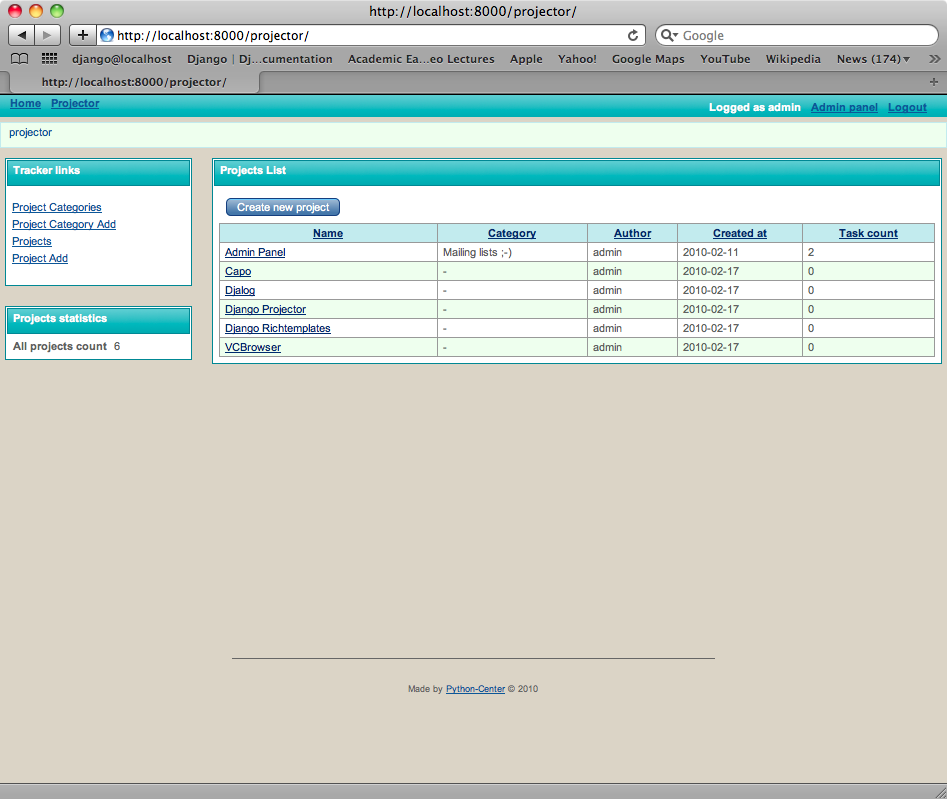 http://localhost:8000/projector/
http://localhost:8000/projector/ Google
django@localhost Django | Dj...cumentation Academic Ea...eo Lectures Apple Yahoo! Google Maps YouTube Wikipedia News (174)
http://localhost:8000/projector/
Home Projector Logged as admin Admin panel Logout
projector
Tracker links
Project Categories
Project Category Add
Projects
Project Add
Projects statistics
All projects count 6
Projects List
Create new project
Name Category Author Created at Task count
Admin Panel Mailing lists ;-) admin 2010-02-11 2
Capo - admin 2010-02-17 0
Djalog - admin 2010-02-17 0
Django Projector - admin 2010-02-17 0
Django Richtemplates - admin 2010-02-17 0
VCBrowser - admin 2010-02-17 0
Made by Python-Center © 2010